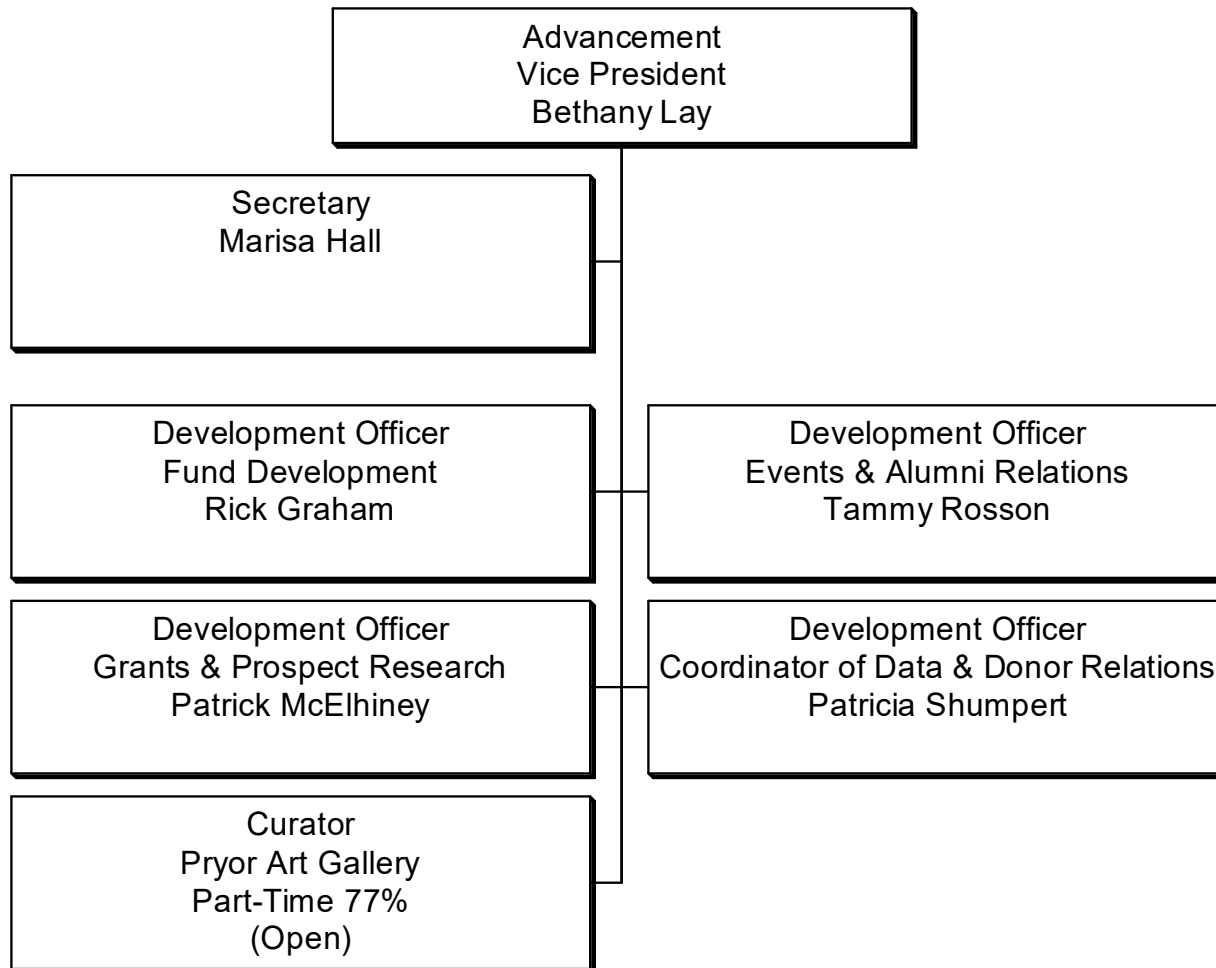 Advancement
Vice President
Bethany Lay
Secretary
Marisa Hall
Development Officer
Fund Development
Rick Graham
Development Officer
Events & Alumni Relations
Tammy Rosson
Development Officer
Grants & Prospect Research
Patrick McElhiney
Development Officer
Coordinator of Data & Donor Relations
Patricia Shumpert
Curator
Pryor Art Gallery
Part-Time 77%
(Open)